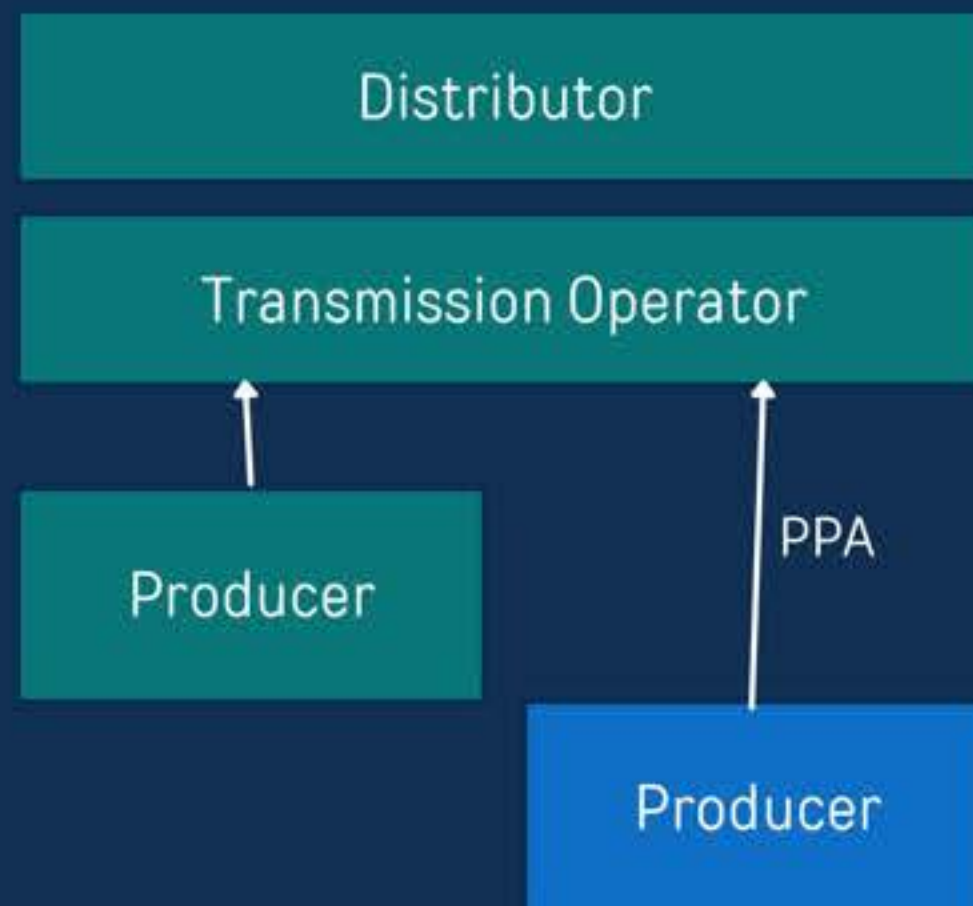 Distributor
Transmission Operator
PPA
Producer
Producer